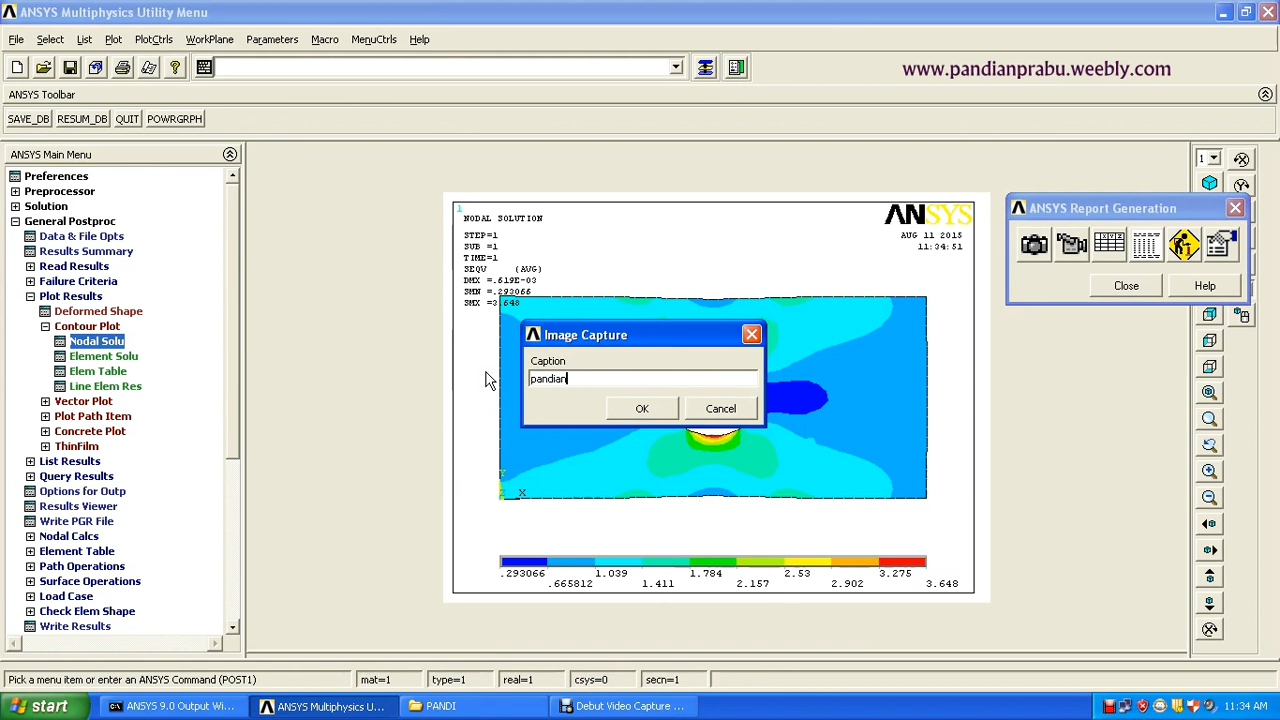 ANSYS Multiphysics Utility Menu
File Select List Plot PlotCtrls WorkPlane Parameters Macro MenuCtrls Help
www.pandianprabu.weebly.com
ANSYS Toolbar
SAVE_DB RESUM_DB QUIT POWRGRPH
ANSYS Main Menu
Preferences
Preprocessor
Solution
General Postproc
Data & File Opts
Results Summary
Read Results
Failure Criteria
Plot Results
Deformed Shape
Contour Plot
Nodal Solu
Element Solu
Elem Table
Line Elem Res
Vector Plot
Plot Path Item
Concrete Plot
ThinFilm
List Results
Query Results
Options for Outp
Results Viewer
Write PGR File
Nodal Calcs
Element Table
Path Operations
Surface Operations
Load Case
Check Elem Shape
Write Results
1
NODAL SOLUTION
STEP=1
SUB =1
TIME=1
SEQV (AVG)
DMX =.619E-03
SMN =.293066
SMX =3.648
ANSYS
AUG 11 2015
11:34:51
Image Capture
Caption
pandian
OK Cancel
Y
Z X
.293066 1.039 1.784 2.53 3.275
.665812 1.411 2.157 2.902 3.648
1
ANSYS Report Generation
Close Help
Pick a menu item or enter an ANSYS Command (POST1) mat=1 type=1 real=1 csys=0 secn=1
start ANSYS 9.0 Output Wi... ANSYS Multiphysics U... PANDI Debut Video Capture ... 11:34 AM